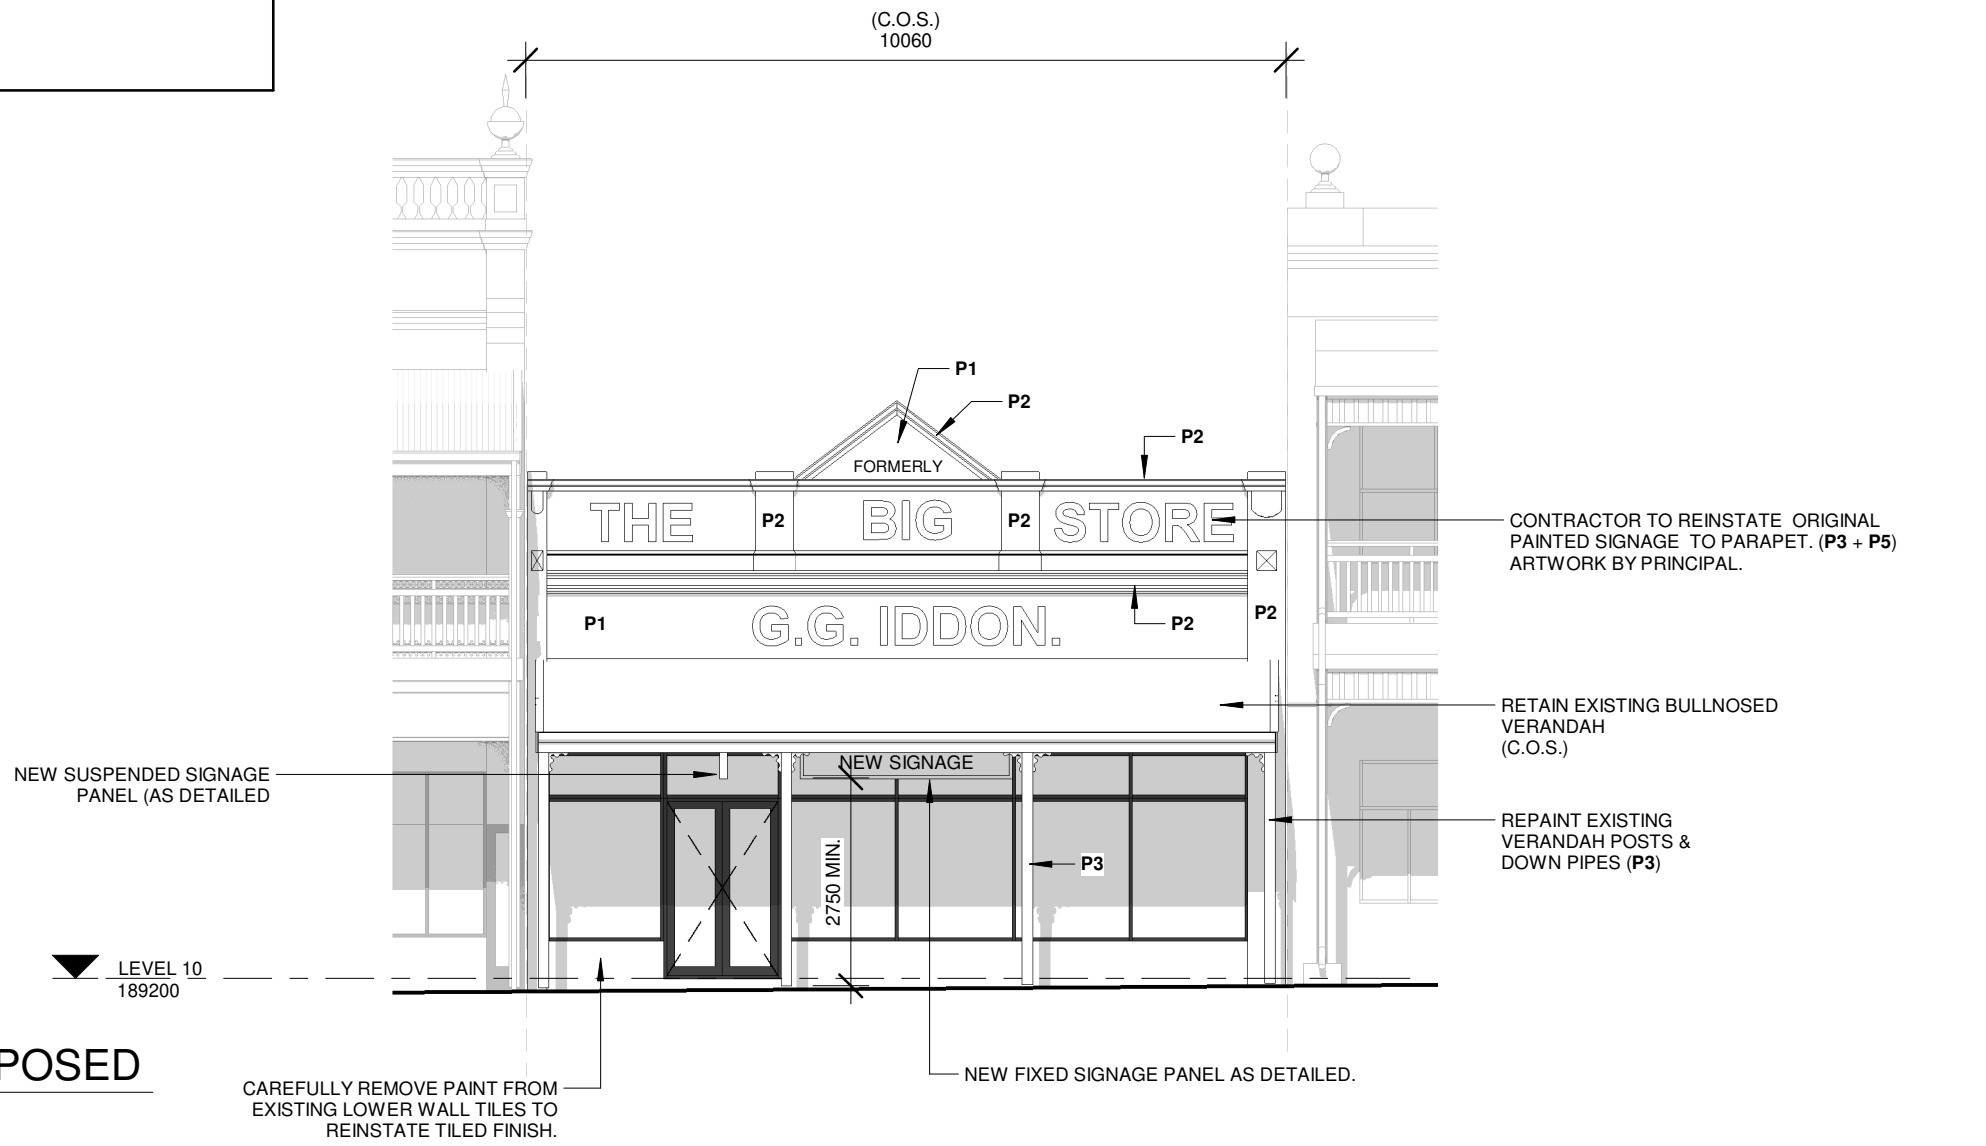 (C.O.S.)
10060
P1
P2
P2
FORMERLY
THE P2 BIG P2 STORE
CONTRACTOR TO REINSTATE ORIGINAL
PAINTED SIGNAGE TO PARAPET. (P3 + P5)
ARTWORK BY PRINCIPAL.
P1
G.G. IDDON.
P2
P2
RETAIN EXISTING BULLNOSED
VERANDAH
(C.O.S.)
NEW SUSPENDED SIGNAGE
PANEL (AS DETAILED
NEW SIGNAGE
REPAINT EXISTING
VERANDAH POSTS &
DOWN PIPES (P3)
P3
2750 MIN.
LEVEL 10
189200
POSED
CAREFULLY REMOVE PAINT FROM
EXISTING LOWER WALL TILES TO
REINSTATE TILED FINISH.
NEW FIXED SIGNAGE PANEL AS DETAILED.